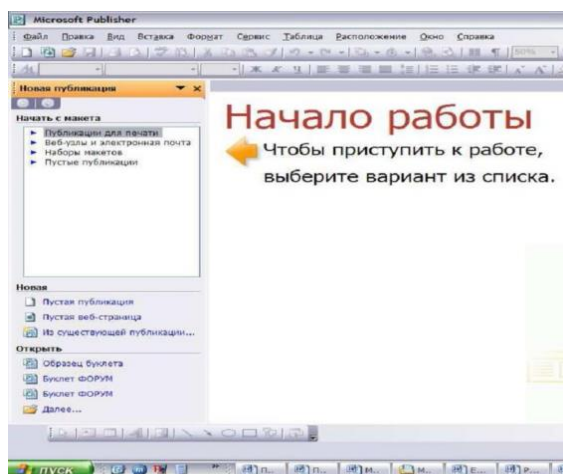 Microsoft Publisher
Файл Правка Вид Вставка Формат Сервис Таблица Расположение Окно Справка
50%
Ж К Ч
Новая публикация
Начать с макета
Публикации для печати
Веб-узлы и электронная почта
Наборы макетов
Пустые публикации
Начало работы
Чтобы приступить к работе,
выберите вариант из списка.
Новая
Пустая публикация
Пустая веб-страница
Из существующей публикации...
Открыть
Образец буклета
Буклет ФОРУМ
Буклет ФОРУМ
Далее...
пуск